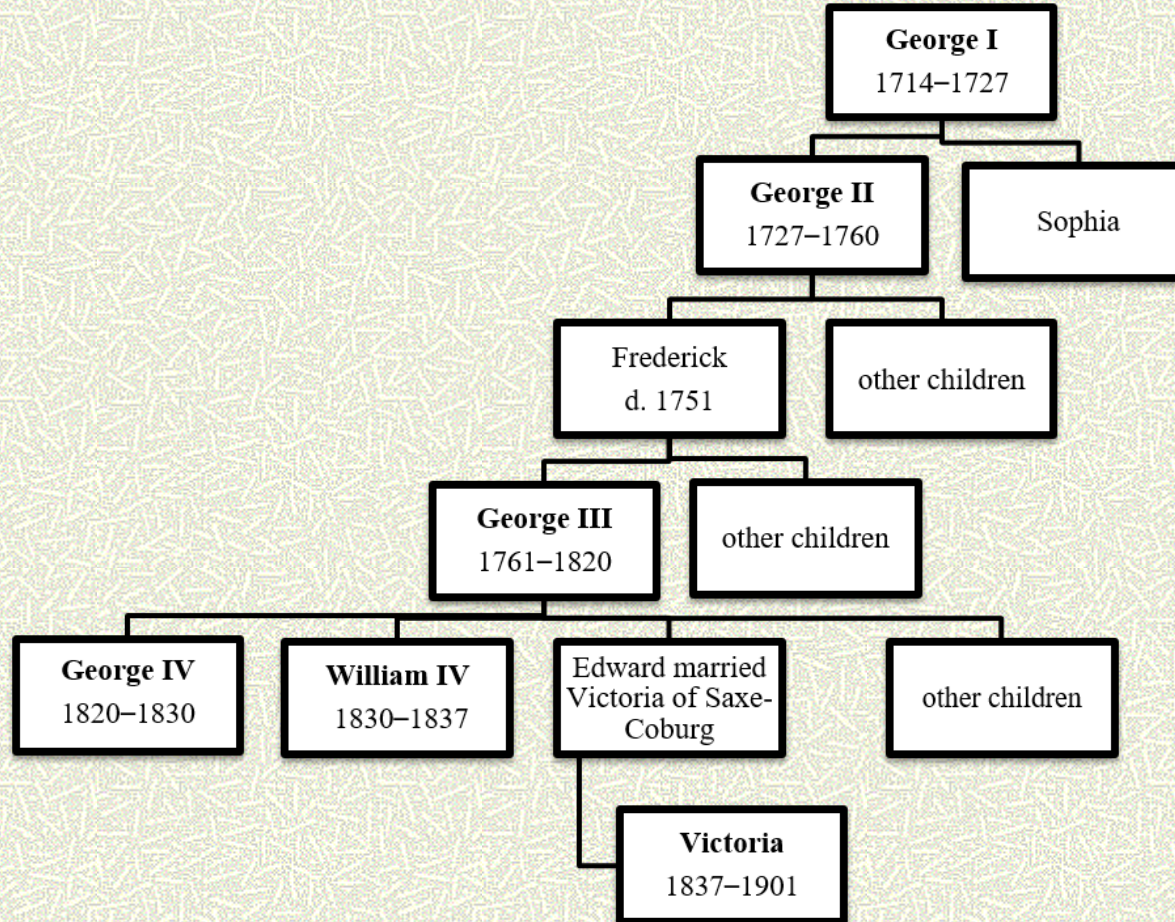 George I
1714–1727
George II
1727–1760
Sophia
Frederick
d. 1751
other children
George III
1761–1820
other children
George IV
1820–1830
William IV
1830–1837
Edward married
Victoria of Saxe-
Coburg
other children
Victoria
1837–1901